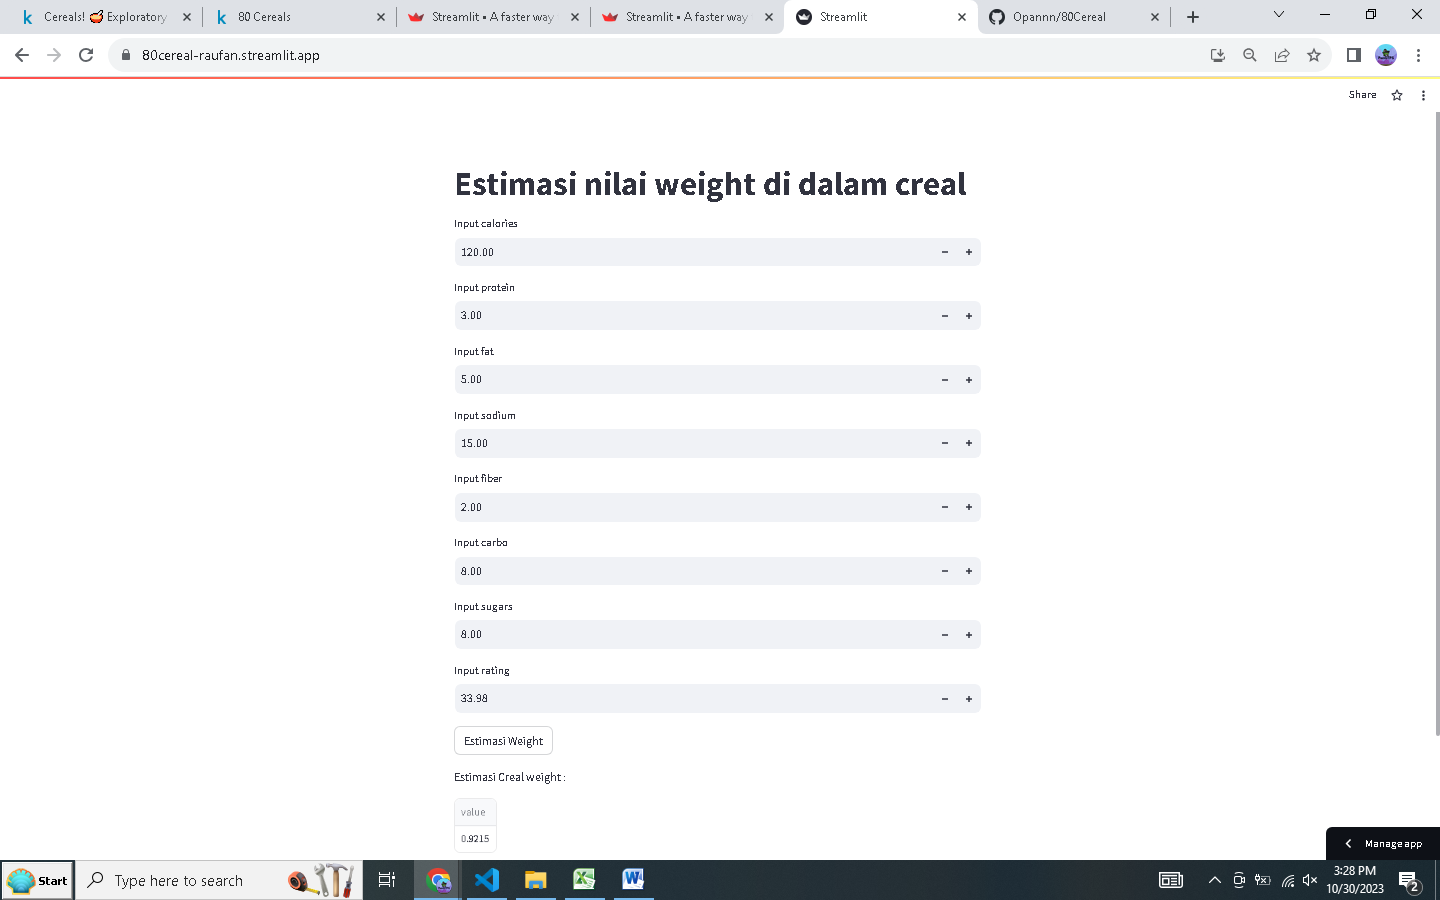 Cereals! Exploratory
80 Cereals
Streamlit • A faster way
Streamlit • A faster way
Streamlit
Opannn/80Cereal
80cereal-raufan.streamlit.app
Share
Estimasi nilai weight di dalam creal
Input calories
120.00
Input protein
3.00
Input fat
5.00
Input sodium
15.00
Input fiber
2.00
Input carbo
8.00
Input sugars
8.00
Input rating
33.98
Estimasi Weight
Estimasi Creal weight :
value
0.9215
Manage app
Start
Type here to search
3:28 PM
10/30/2023
2